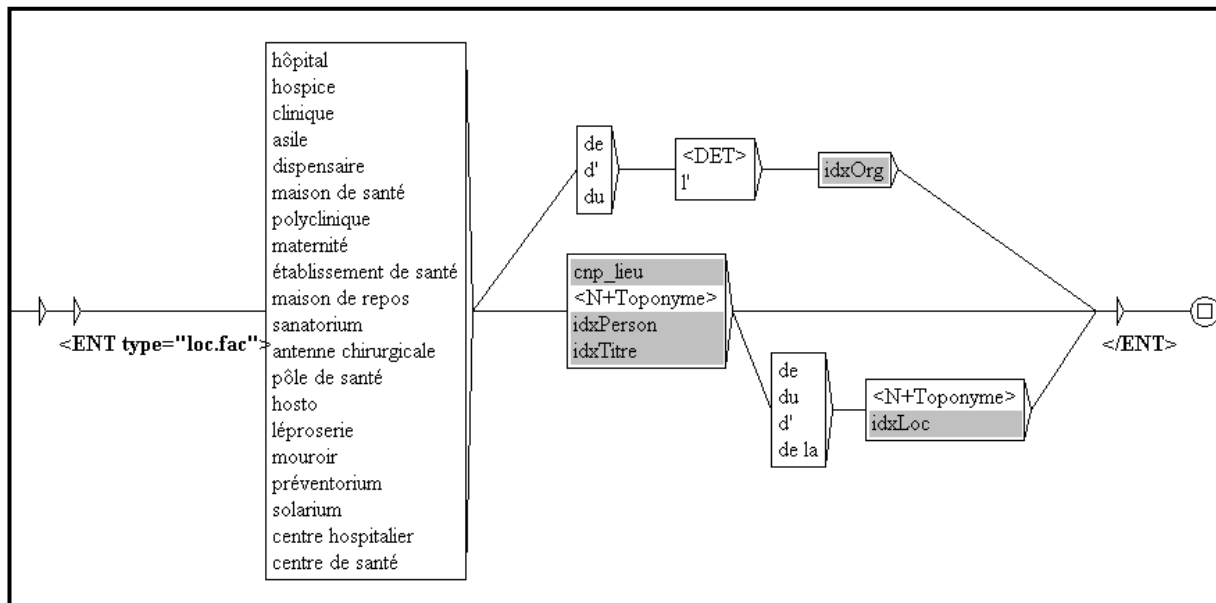 hôpital
hospice
clinique
asile
dispensaire
maison de santé
polyclinique
maternité
établissement de santé
maison de repos
sanatorium
antenne chirurgicale
pôle de santé
hosto
léproserie
mouroir
préventorium
solarium
centre hospitalier
centre de santé
<ENT type="loc.fac">
de
d'
du
<DET>
l'
idxOrg
cnp_lieu
<N+Toponyme>
idxPerson
idxTitre
de
du
d'
de la
<N+Toponyme>
idxLoc
</ENT>